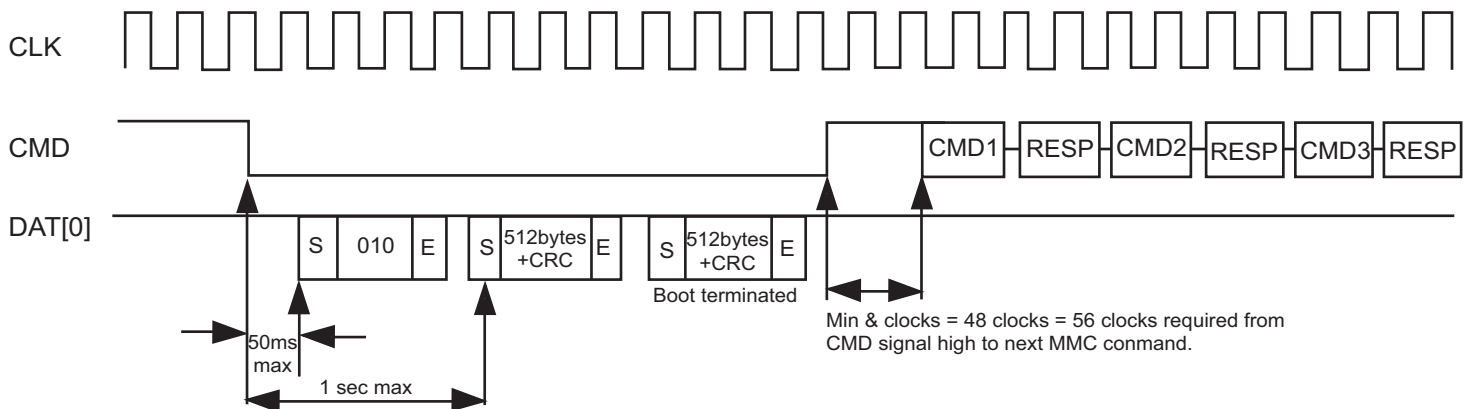 CLK
CMD
CMD1
RESP
CMD2
RESP
CMD3
RESP
DAT[0]
S
010
E
S
512bytes
+CRC
E
S
512bytes
+CRC
E
Boot terminated
50ms
max
1 sec max
Min & clocks = 48 clocks = 56 clocks required from
CMD signal high to next MMC conmand.